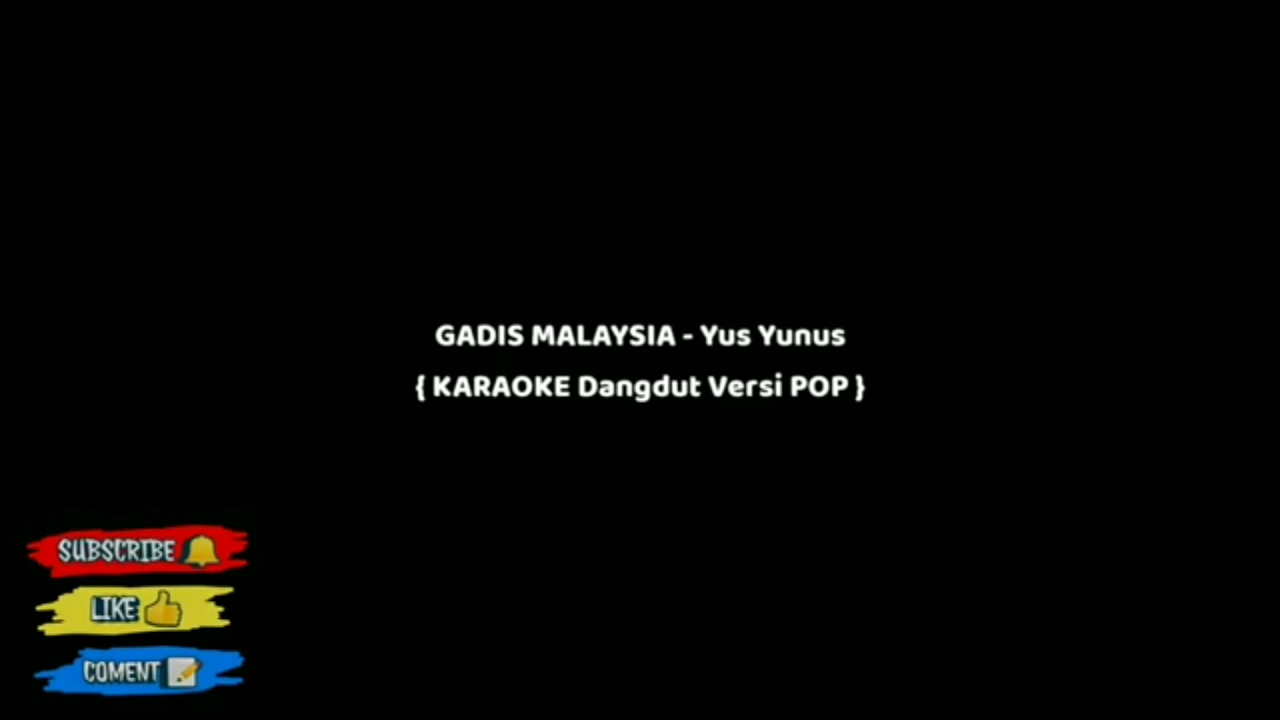 GADIS MALAYSIA - Yus Yunus
{ KARAOKE Dangdut Versi POP }
SUBSCRIBE
LIKE
COMENT